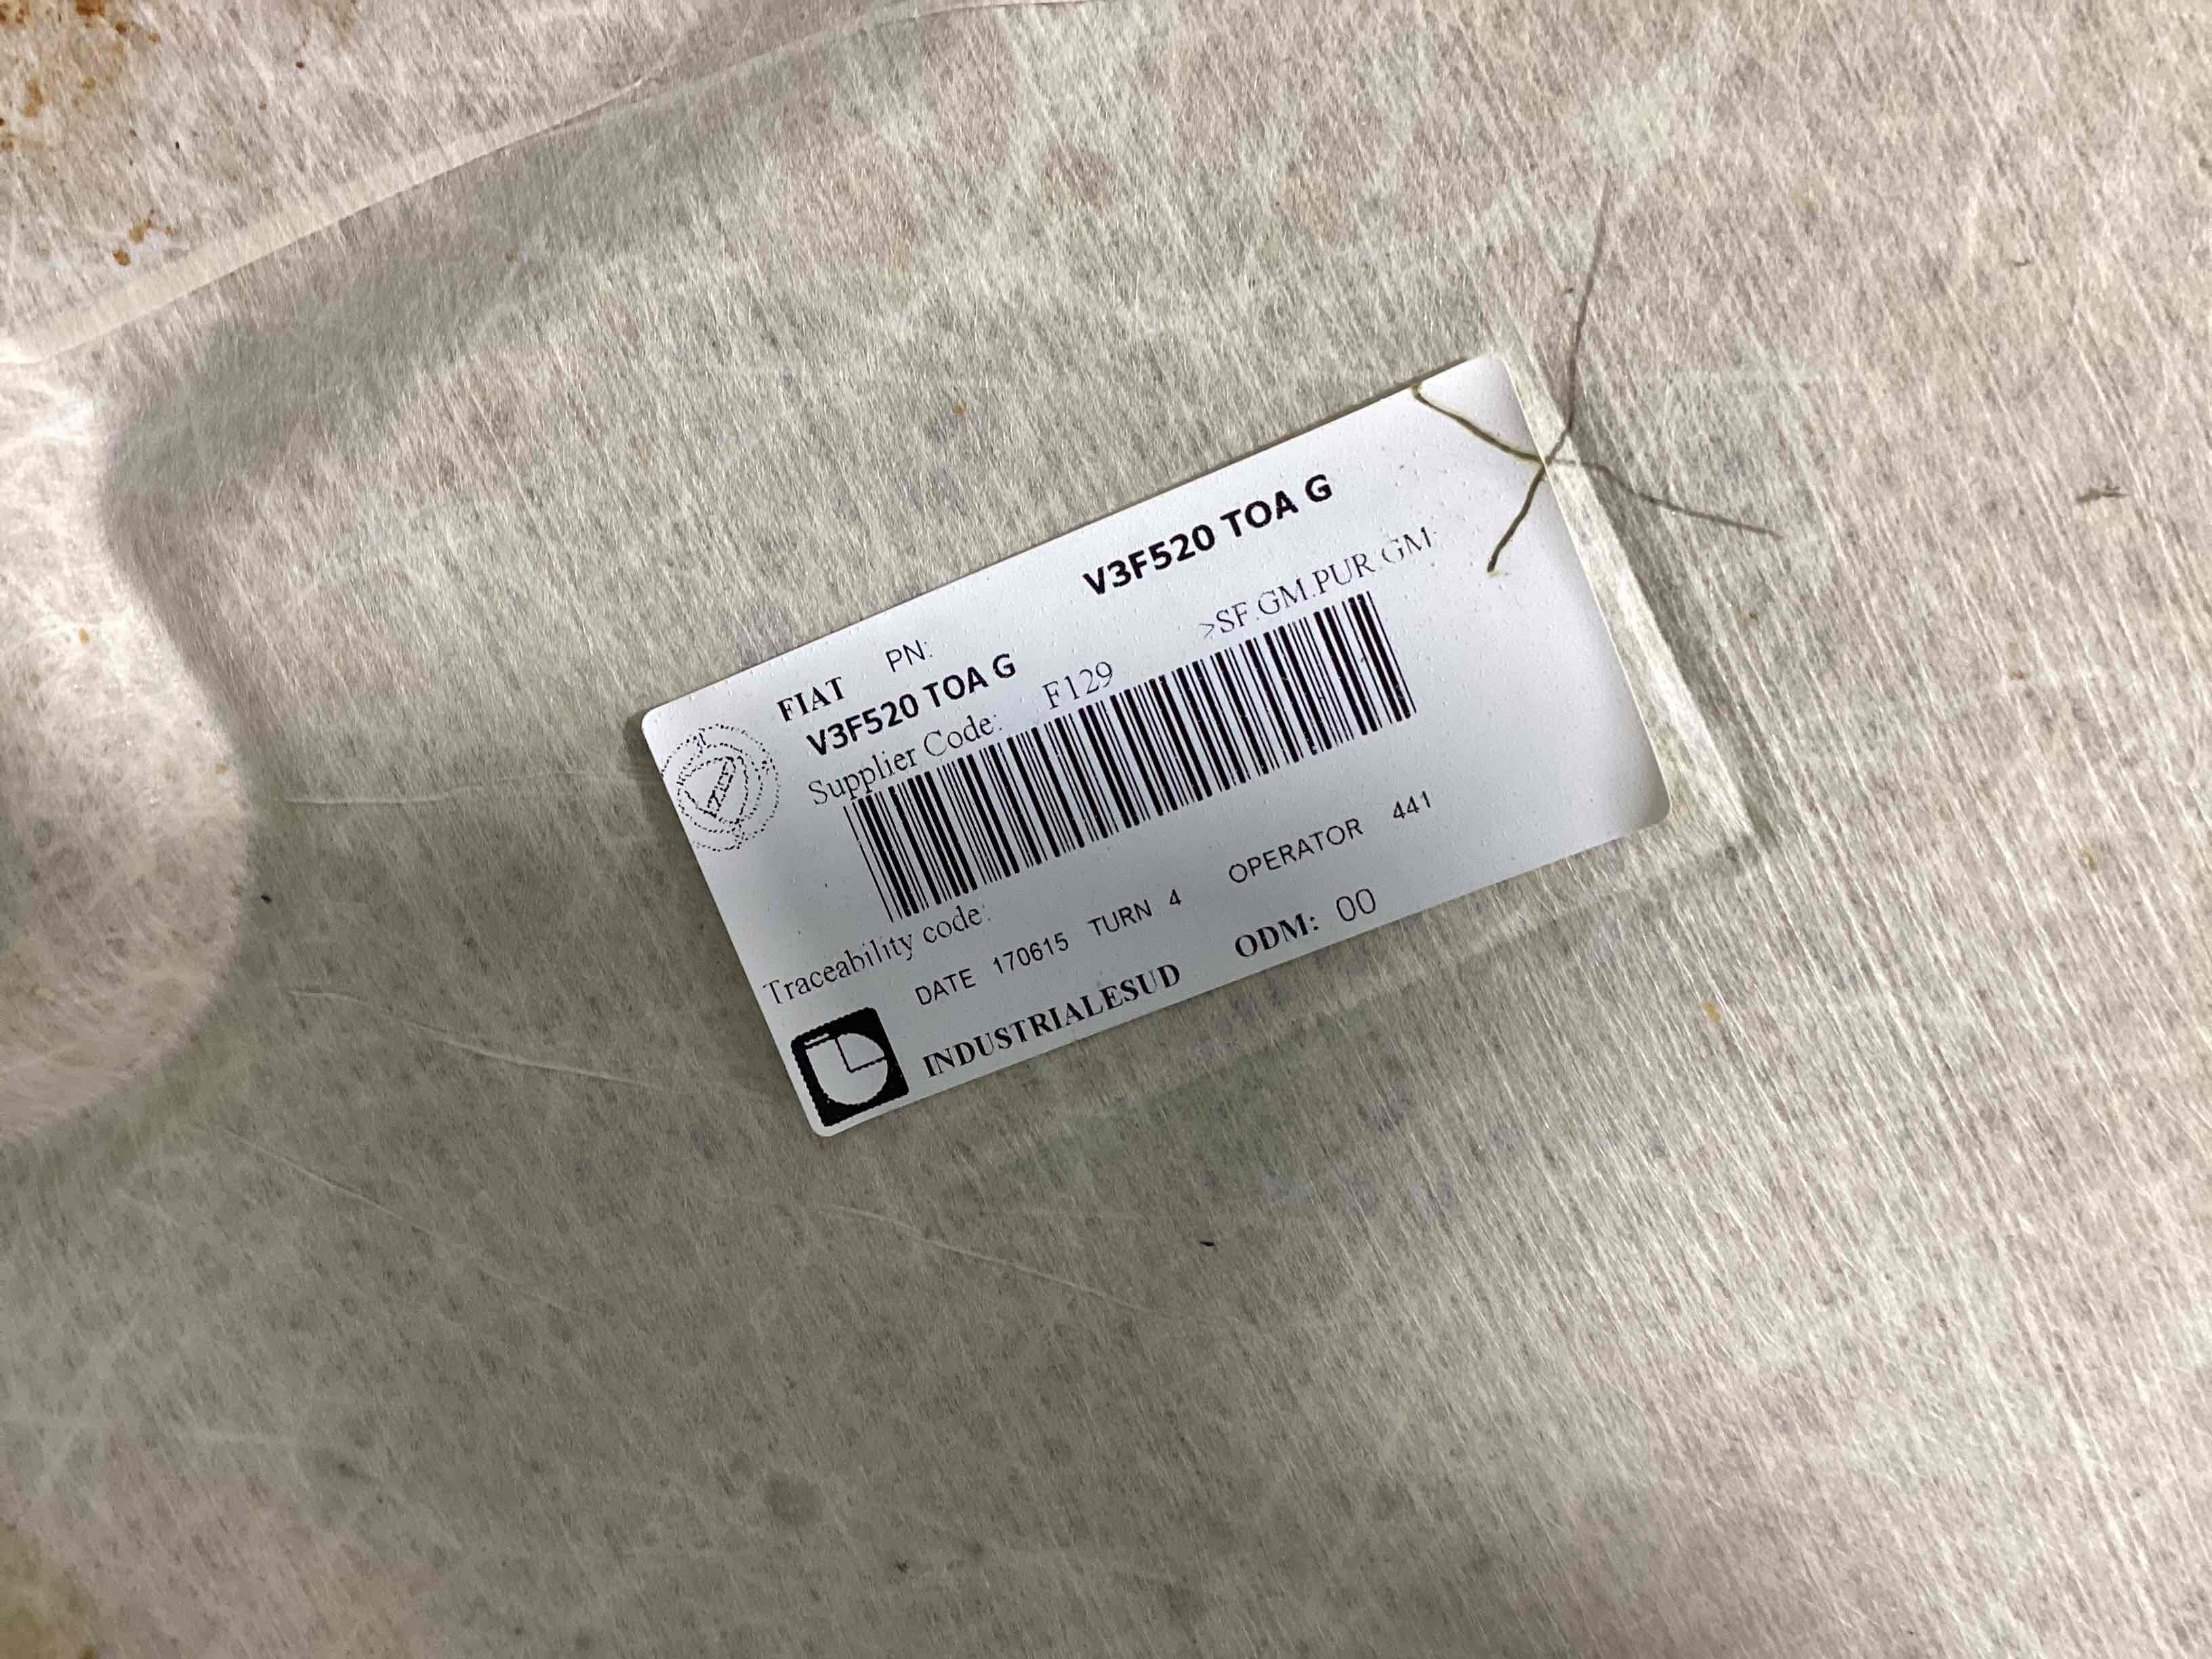 FIAT PN: V3F520 TOA G
V3F520 TOA G
Supplier Code: F129 >SF.GM.PUR GM
Traceability code:
DATE 170615 TURN 4 OPERATOR 441
INDUSTRIALESUD ODM: 00